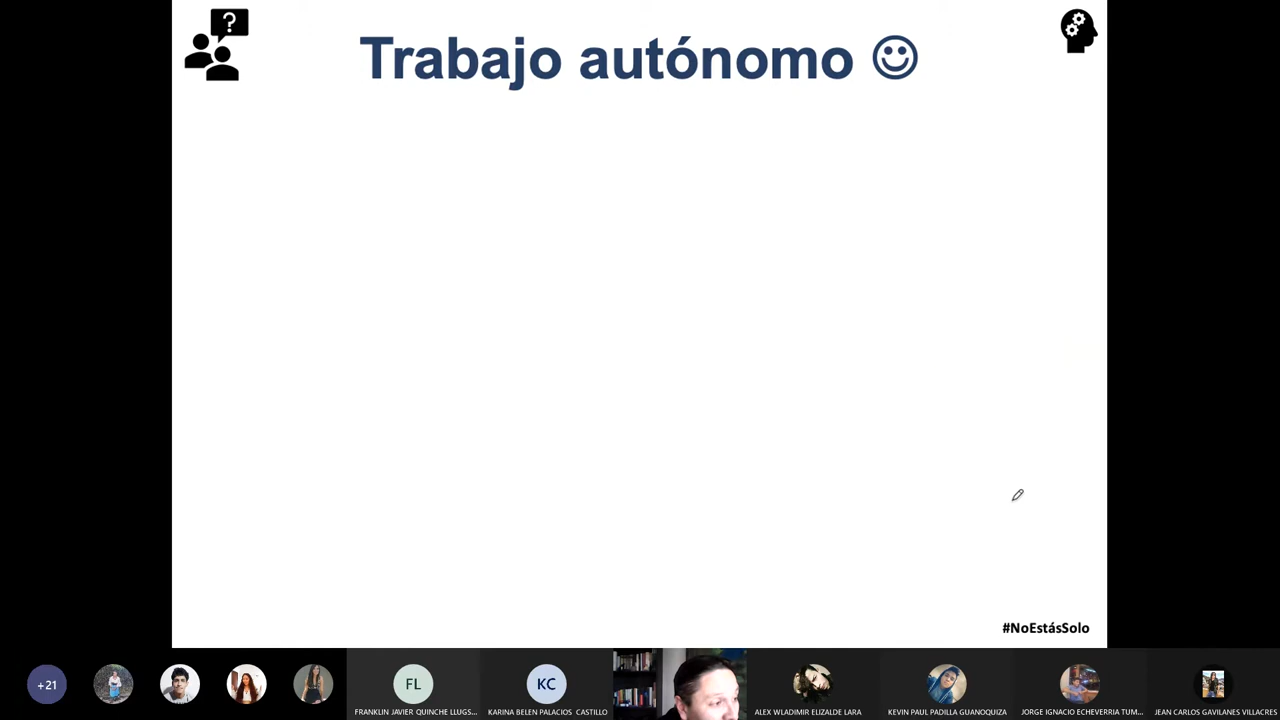 ?
Trabajo autónomo ☺
#NoEstásSolo
+21
FL
KC
FRANKLIN JAVIER QUINCHE LLUGS...
KARINA BELEN PALACIOS CASTILLO
ALEX WLADIMIR ELIZALDE LARA
KEVIN PAUL PADILLA GUANOQUIZA
JORGE IGNACIO ECHEVERRIA TUM...
JEAN CARLOS GAVILANES VILLACRES